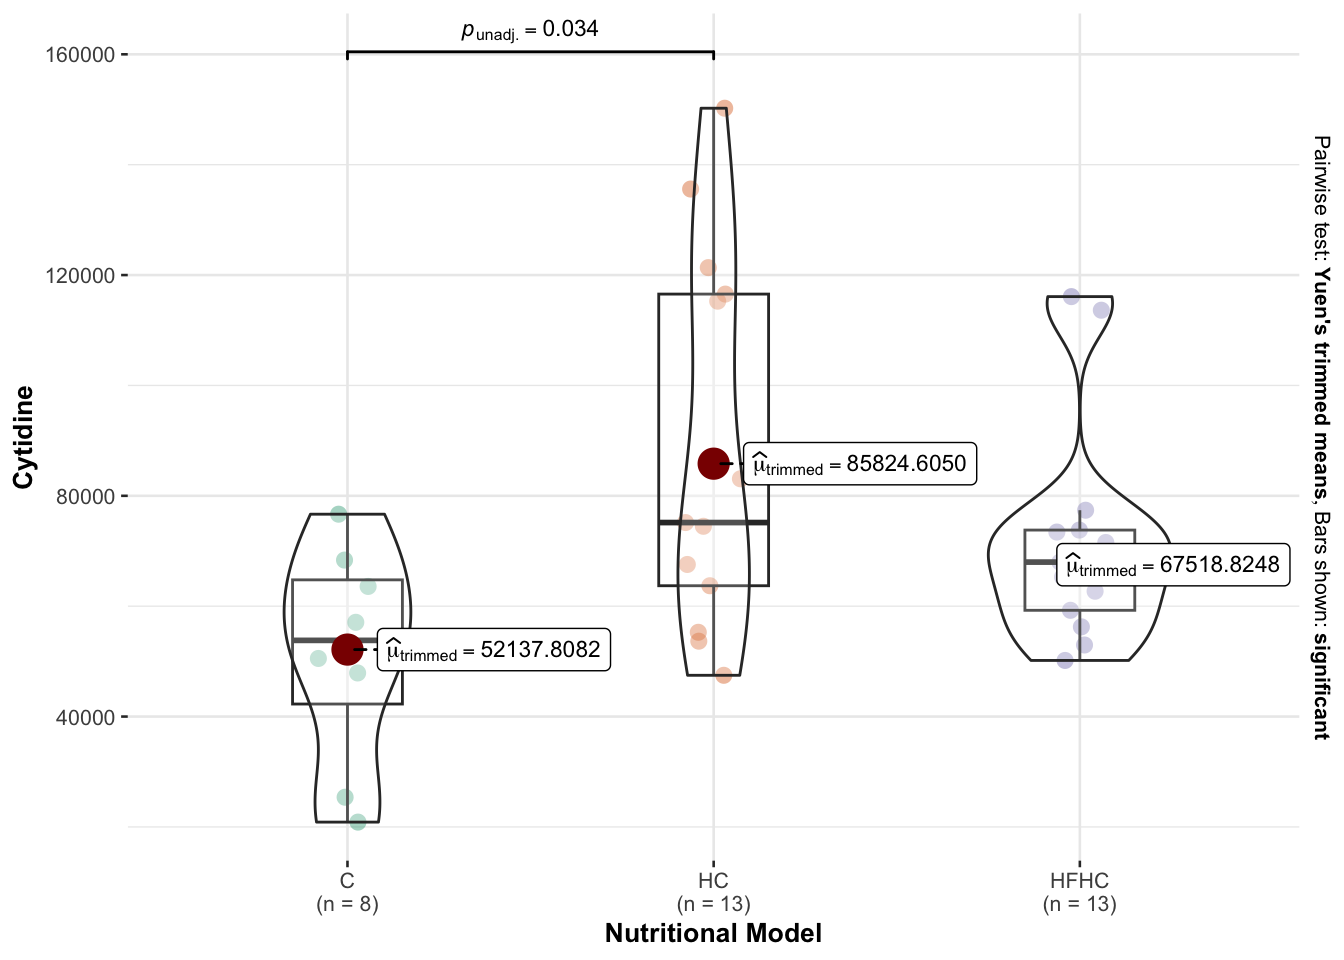 p unadj. = 0.034
160000
120000
80000
40000
Cytidine
μ̂ trimmed = 52137.8082
μ̂ trimmed = 85824.6050
μ̂ trimmed = 67518.8248
C
(n = 8)
HC
(n = 13)
HFHC
(n = 13)
Nutritional Model
Pairwise test: Yuen's trimmed means, Bars shown: significant